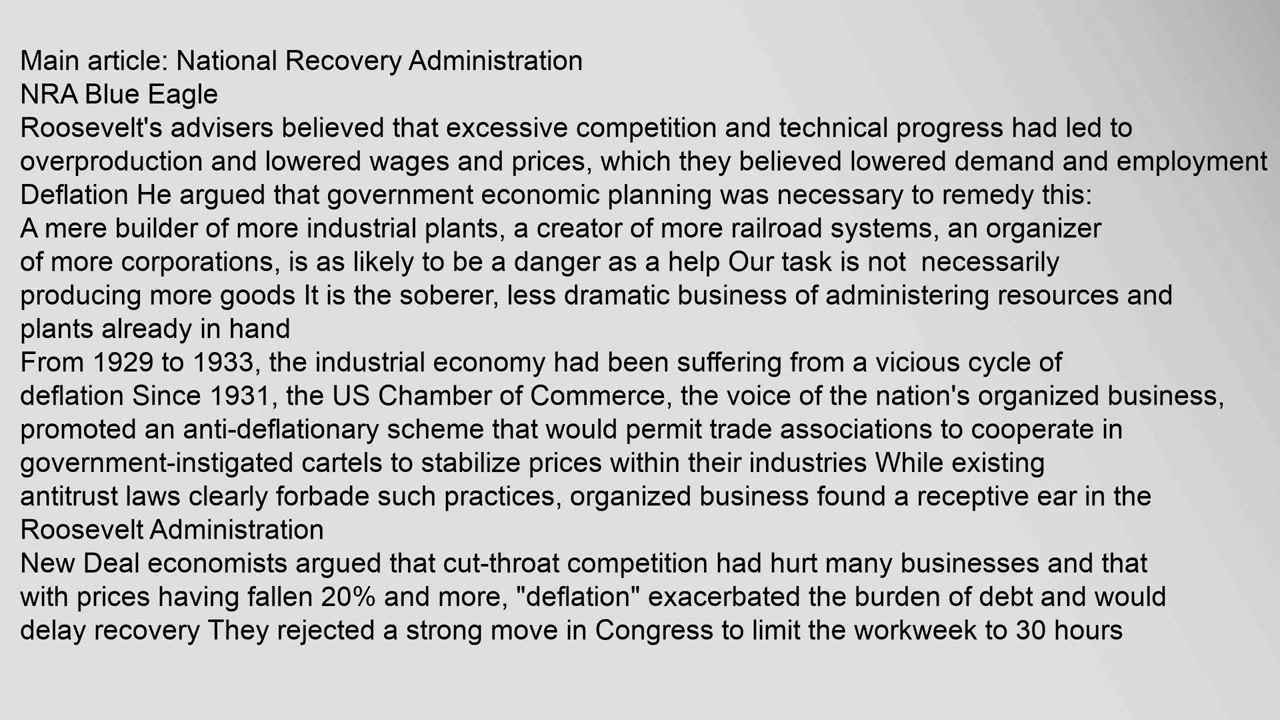 Main article: National Recovery Administration
NRA Blue Eagle
Roosevelt's advisers believed that excessive competition and technical progress had led to
overproduction and lowered wages and prices, which they believed lowered demand and employment
Deflation He argued that government economic planning was necessary to remedy this:
A mere builder of more industrial plants, a creator of more railroad systems, an organizer
of more corporations, is as likely to be a danger as a help Our task is not  necessarily
producing more goods It is the soberer, less dramatic business of administering resources and
plants already in hand
From 1929 to 1933, the industrial economy had been suffering from a vicious cycle of
deflation Since 1931, the US Chamber of Commerce, the voice of the nation's organized business,
promoted an anti-deflationary scheme that would permit trade associations to cooperate in
government-instigated cartels to stabilize prices within their industries While existing
antitrust laws clearly forbade such practices, organized business found a receptive ear in the
Roosevelt Administration
New Deal economists argued that cut-throat competition had hurt many businesses and that
with prices having fallen 20% and more, "deflation" exacerbated the burden of debt and would
delay recovery They rejected a strong move in Congress to limit the workweek to 30 hours